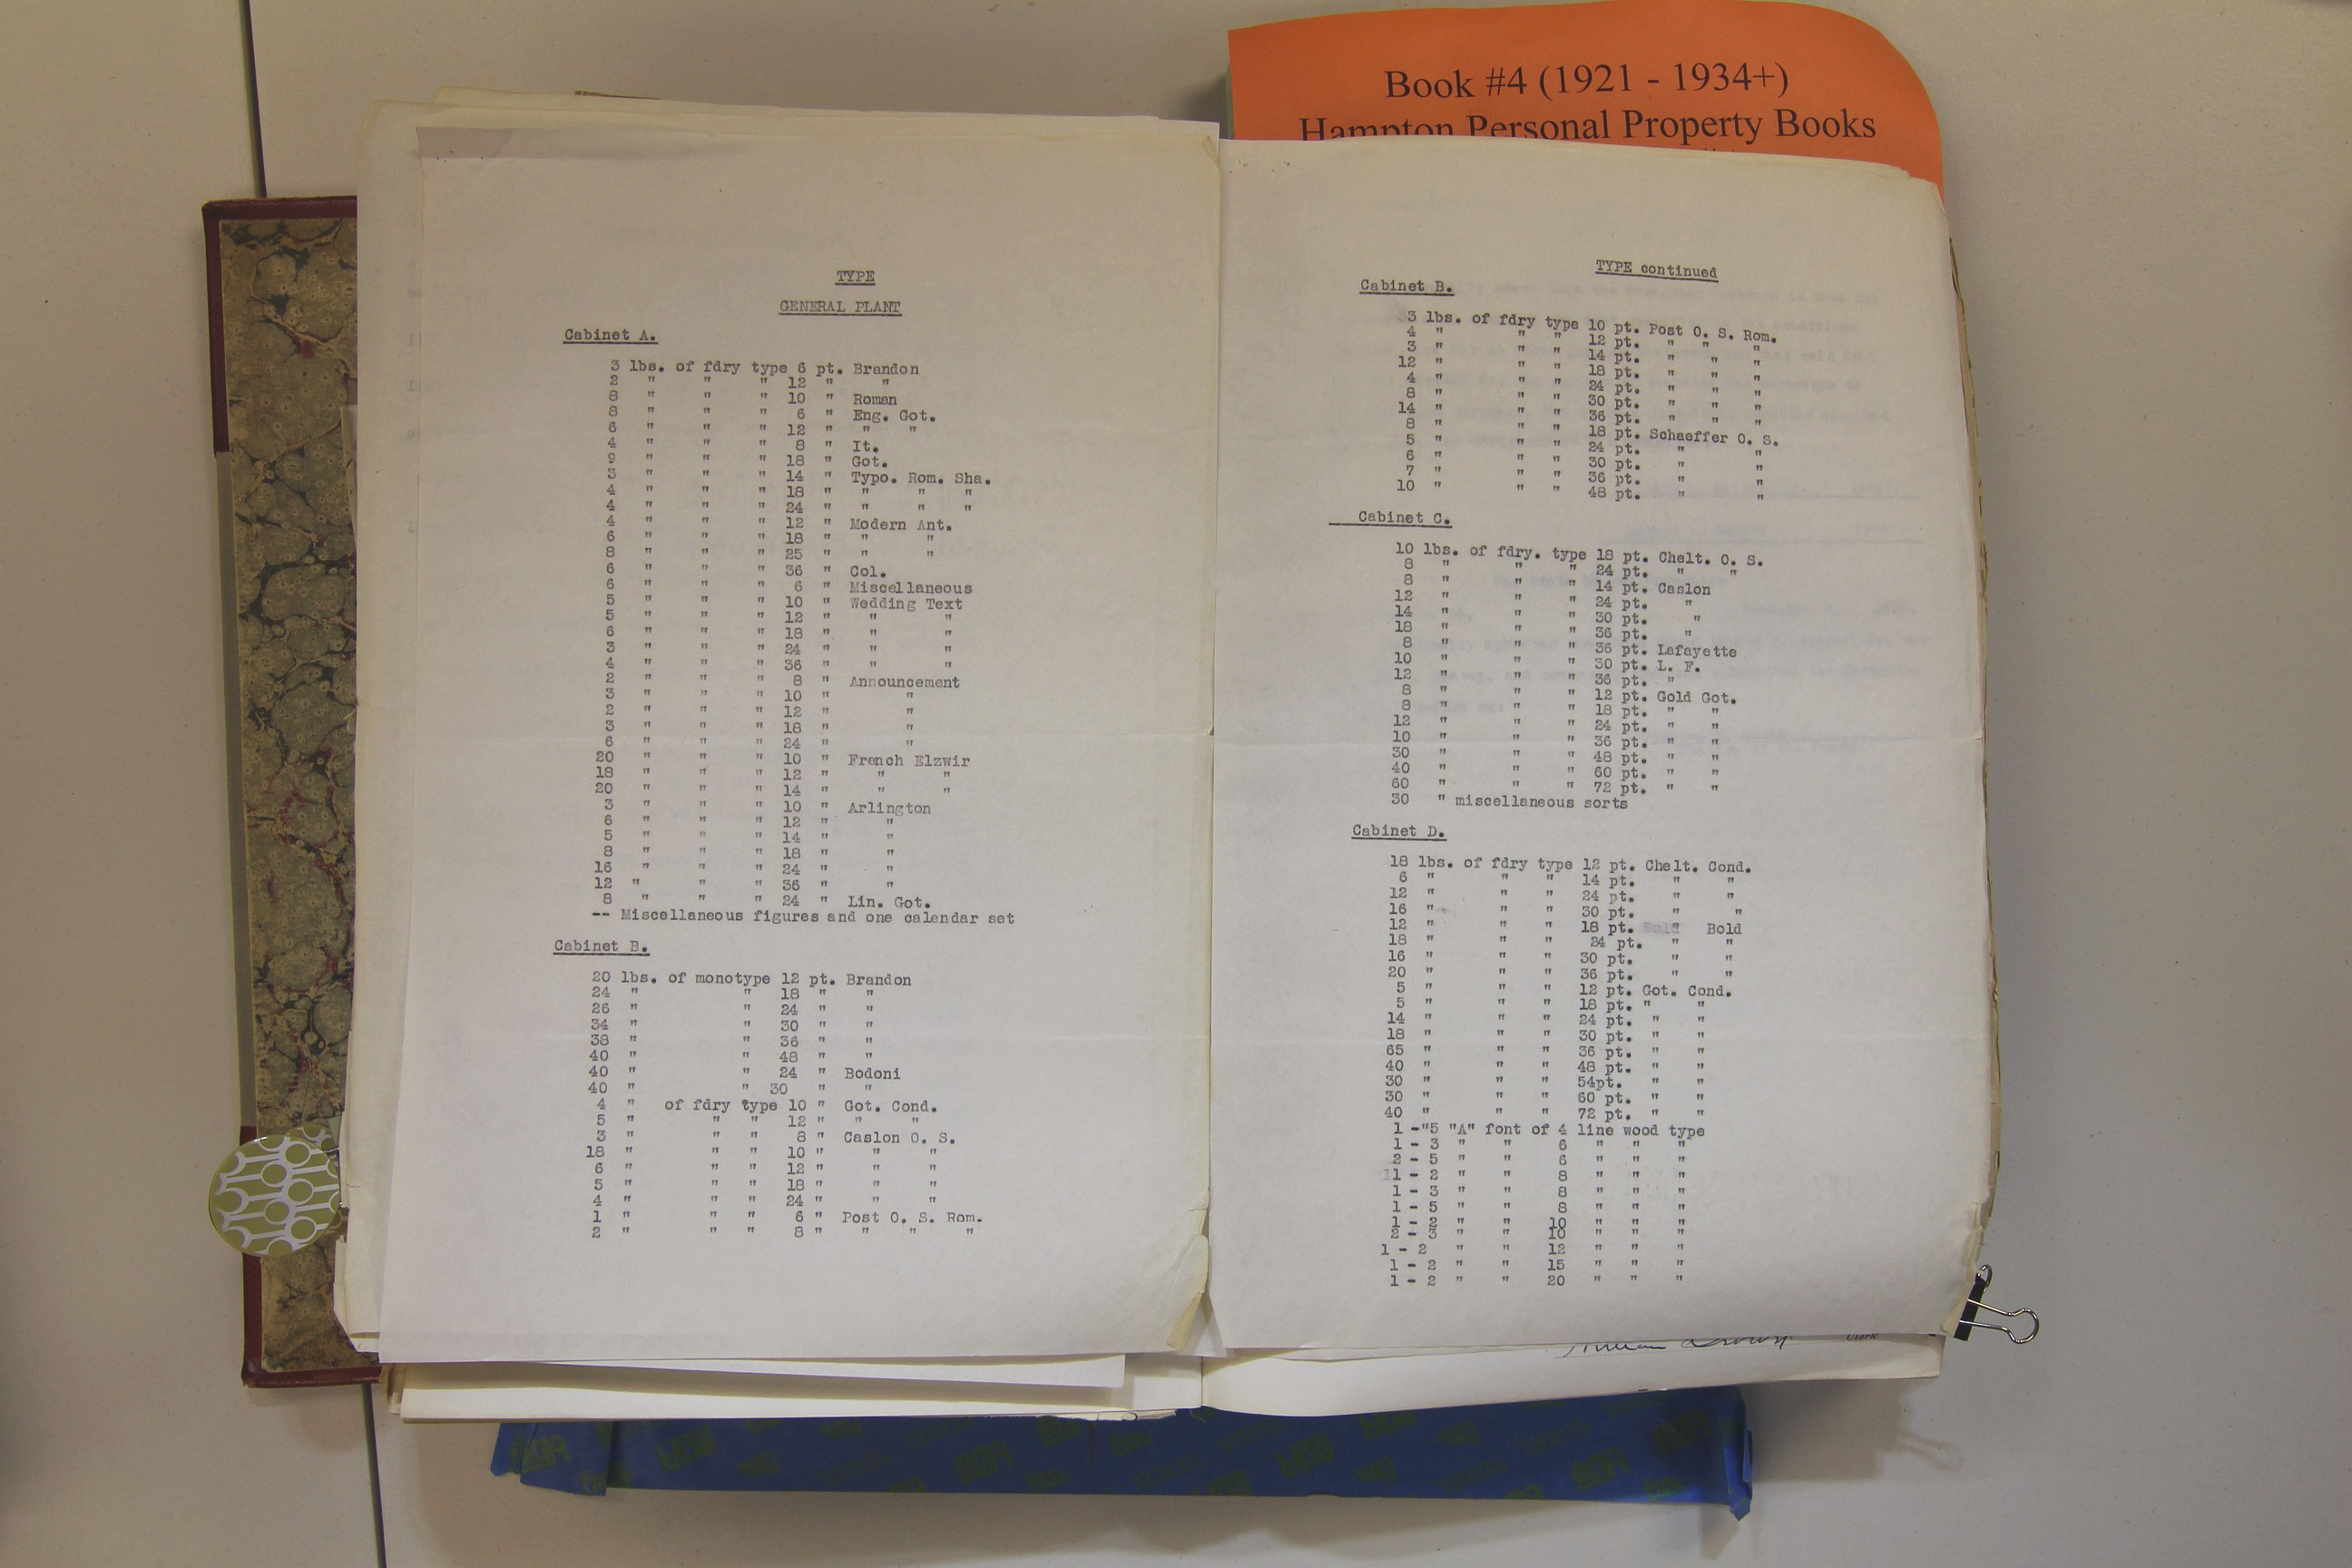 Book #4 (1921 - 1934+)
Hampton Personal Property Books
TYPE
GENERAL PLANT
Cabinet A.
3 lbs. of fdry type 6 pt. Brandon
2 " " " 12 " "
8 " " " 10 " Roman
8 " " " 6 " Eng. Got.
6 " " " 12 " " "
4 " " " 8 " It.
9 " " " 18 " Got.
3 " " " 14 " Typo. Rom. Sha.
4 " " " 18 " " " "
4 " " " 24 " " " "
4 " " " 12 " Modern Ant.
6 " " " 18 " " "
8 " " " 25 " " "
6 " " " 36 " Col.
6 " " " 6 " Miscellaneous
5 " " " 10 " Wedding Text
5 " " " 12 " " "
6 " " " 18 " " "
3 " " " 24 " " "
4 " " " 36 " " "
2 " " " 8 " Announcement
3 " " " 10 " "
2 " " " 12 " "
3 " " " 18 " "
6 " " " 24 " "
20 " " " 10 " French Elzwir
18 " " " 12 " " "
20 " " " 14 " " "
3 " " " 10 " Arlington
6 " " " 12 " "
5 " " " 14 " "
8 " " " 18 " "
16 " " " 24 " "
12 " " " 36 " "
8 " " " 24 " Lin. Got.
-- Miscellaneous figures and one calendar set
Cabinet B.
20 lbs. of monotype 12 pt. Brandon
24 " " 18 " "
26 " " 24 " "
34 " " 30 " "
38 " " 36 " "
40 " " 48 " "
40 " " 24 " Bodoni
40 " " 30 " "
4 " of fdry type 10 " Got. Cond.
5 " " " 12 " " "
3 " " " 8 " Caslon O. S.
18 " " " 10 " " "
6 " " " 12 " " "
5 " " " 18 " " "
4 " " " 24 " " "
1 " " " 6 " Post O. S. Rom.
2 " " " 8 " " " "
TYPE continued
Cabinet B.
3 lbs. of fdry type 10 pt. Post O. S. Rom.
4 " " " 12 pt. " " "
3 " " " 14 pt. " " "
12 " " " 18 pt. " " "
4 " " " 24 pt. " " "
8 " " " 30 pt. " " "
14 " " " 36 pt. " " "
8 " " " 18 pt. Schaeffer O. S.
5 " " " 24 pt. " "
6 " " " 30 pt. " "
7 " " " 36 pt. " "
10 " " " 48 pt. " "
Cabinet C.
10 lbs. of fdry. type 18 pt. Chelt. O. S.
8 " " " 24 pt. " "
8 " " " 14 pt. Caslon
12 " " " 24 pt. "
14 " " " 30 pt. "
18 " " " 36 pt. "
8 " " " 36 pt. Lafayette
10 " " " 30 pt. L. F.
12 " " " 36 pt. "
8 " " " 12 pt. Gold Got.
8 " " " 18 pt. " "
12 " " " 24 pt. " "
10 " " " 36 pt. " "
30 " " " 48 pt. " "
40 " " " 60 pt. " "
60 " " " 72 pt. " "
30 " miscellaneous sorts
Cabinet D.
18 lbs. of fdry type 12 pt. Chelt. Cond.
6 " " " 14 pt. " "
12 " " " 24 pt. " "
16 " " " 30 pt. " "
12 " " " 18 pt. " Bold
18 " " " 24 pt. " "
16 " " " 30 pt. " "
20 " " " 36 pt. " "
5 " " " 12 pt. Got. Cond.
5 " " " 18 pt. " "
14 " " " 24 pt. " "
18 " " " 30 pt. " "
65 " " " 36 pt. " "
40 " " " 48 pt. " "
30 " " " 54pt. " "
30 " " " 60 pt. " "
40 " " " 72 pt. " "
1 -"5 "A" font of 4 line wood type
1 - 3 " " 6 " " "
2 - 5 " " 6 " " "
1 - 2 " " 8 " " "
1 - 3 " " 8 " " "
1 - 5 " " 8 " " "
1 - 2 " " 10 " " "
2 - 3 " " 10 " " "
1 - 2 " " 12 " " "
1 - 2 " " 15 " " "
1 - 2 " " 20 " " "
Clerk